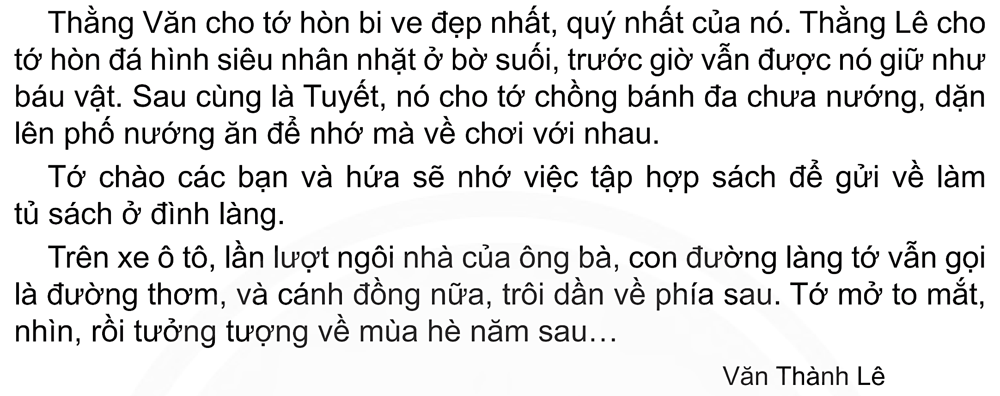 Thằng Văn cho tớ hòn bi ve đẹp nhất, quý nhất của nó. Thằng Lê cho
tớ hòn đá hình siêu nhân nhặt ở bờ suối, trước giờ vẫn được nó giữ như
báu vật. Sau cùng là Tuyết, nó cho tớ chồng bánh đa chưa nướng, dặn
lên phố nướng ăn để nhớ mà về chơi với nhau.
Tớ chào các bạn và hứa sẽ nhớ việc tập hợp sách để gửi về làm
tủ sách ở đình làng.
Trên xe ô tô, lần lượt ngôi nhà của ông bà, con đường làng tớ vẫn gọi
là đường thơm, và cánh đồng nữa, trôi dần về phía sau. Tớ mở to mắt,
nhìn, rồi tưởng tượng về mùa hè năm sau...
Văn Thành Lê